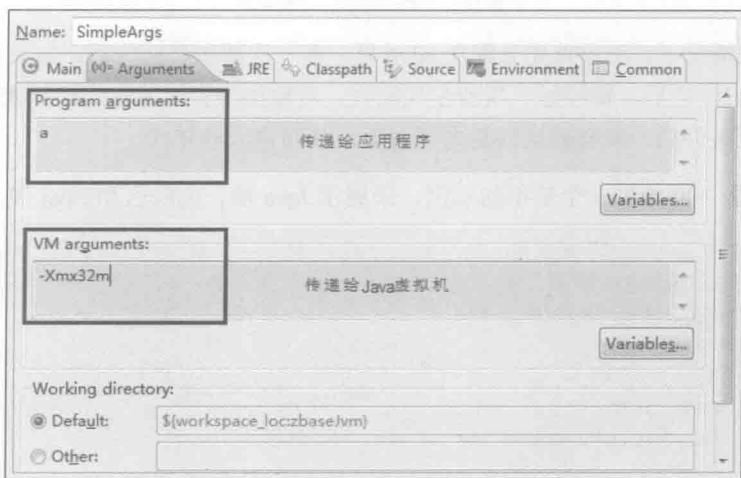 Name: SimpleArgs
Main (x)= Arguments JRE Classpath Source Environment Common
Program arguments:
a
传递给应用程序
Variables...
VM arguments:
-Xmx32m
传递给Java虚拟机
Variables...
Working directory:
Default: ${workspace_loc:zbaseJvm}
Other: